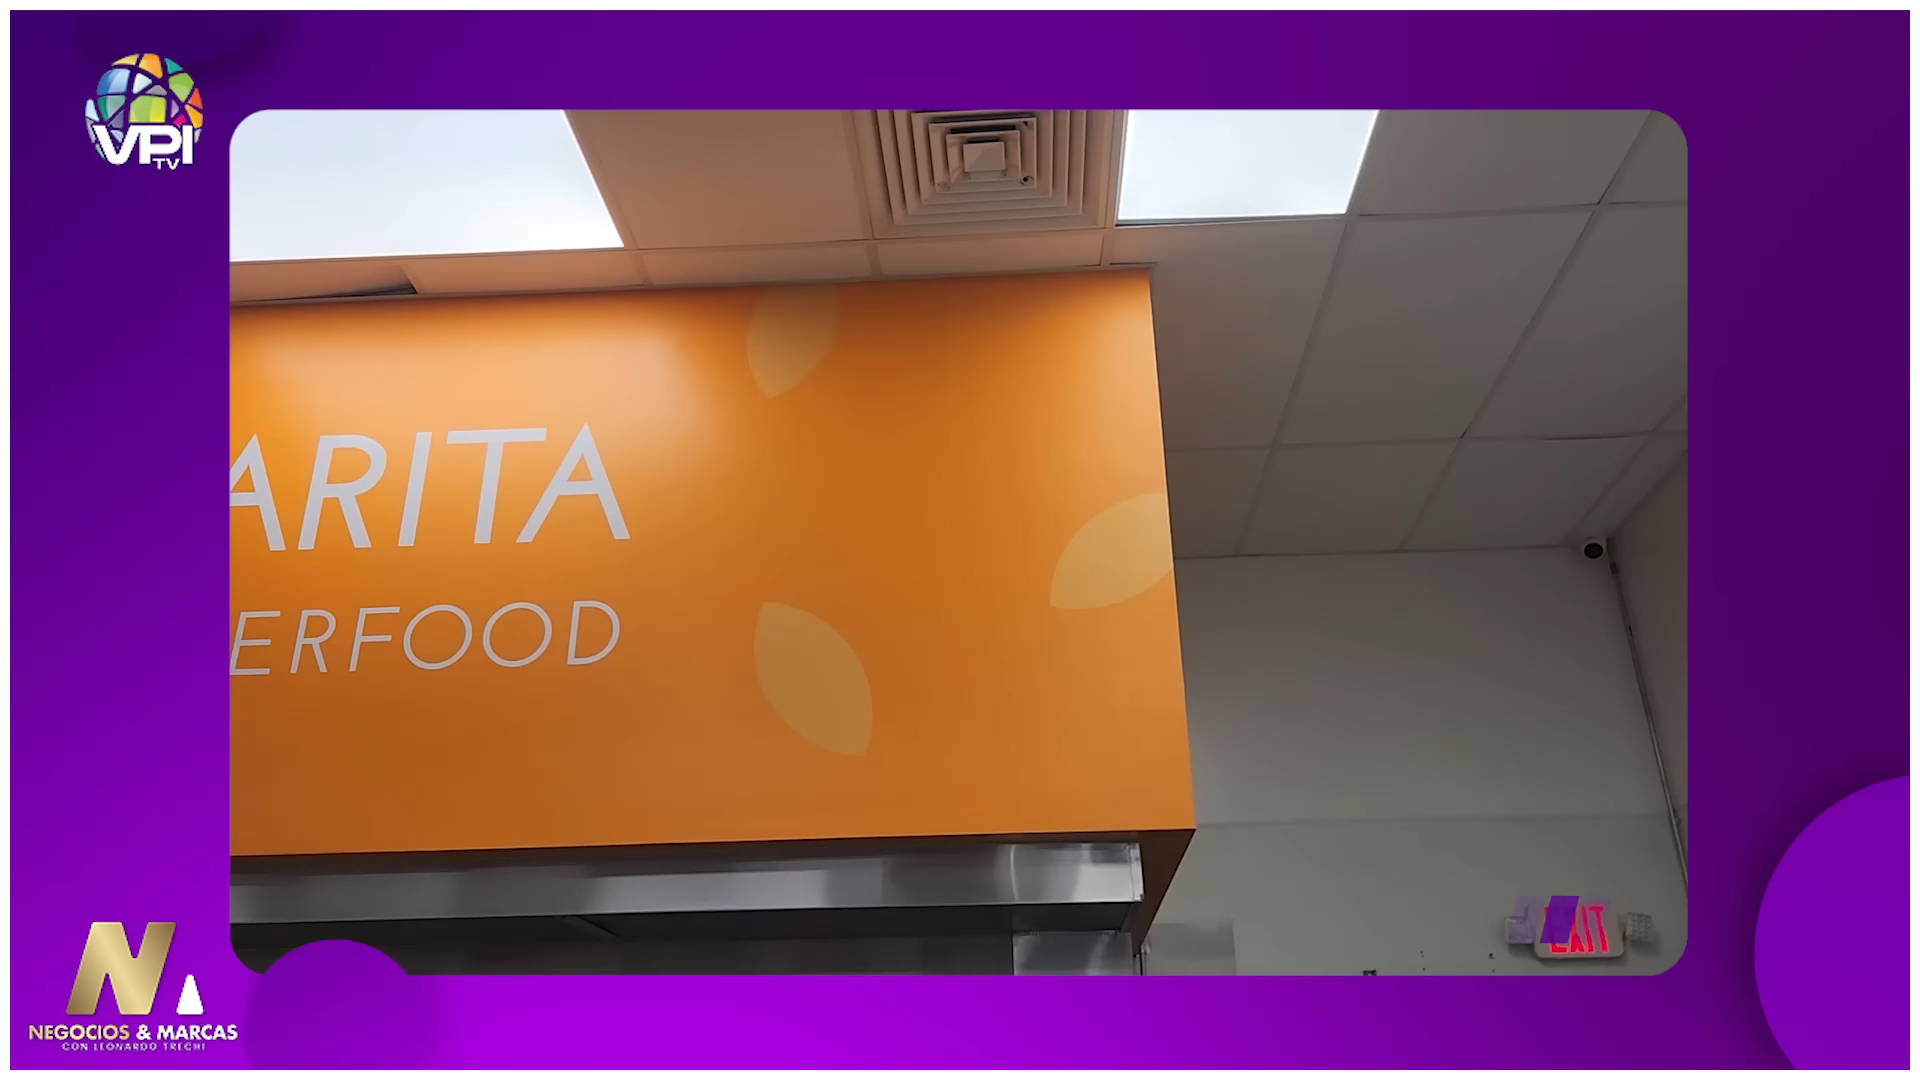 VPI
TV
ARITA
ERFOOD
EXIT
N
NEGOCIOS & MARCAS
CON LEONARDO TRECHI